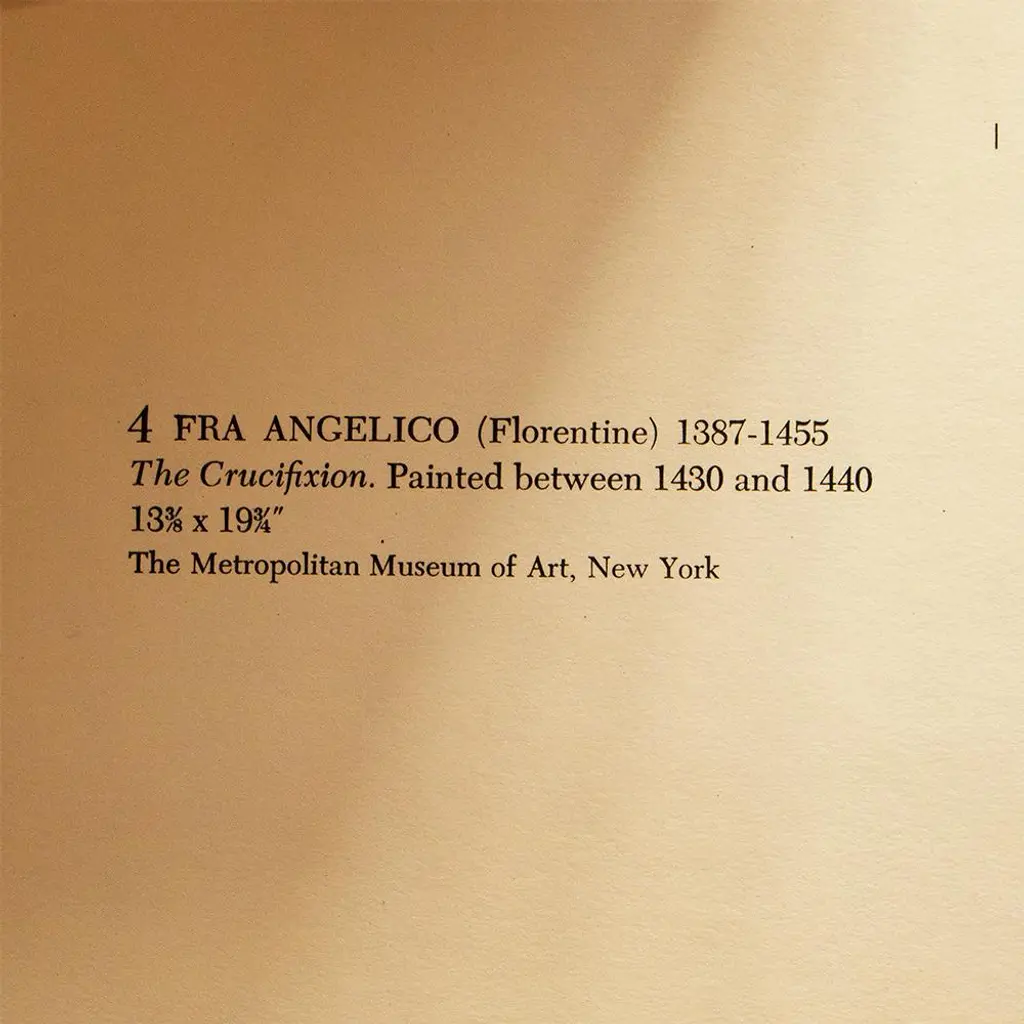 4 FRA ANGELICO (Florentine) 1387-1455
The Crucifixion. Painted between 1430 and 1440
13⅜ x 19¾″
The Metropolitan Museum of Art, New York